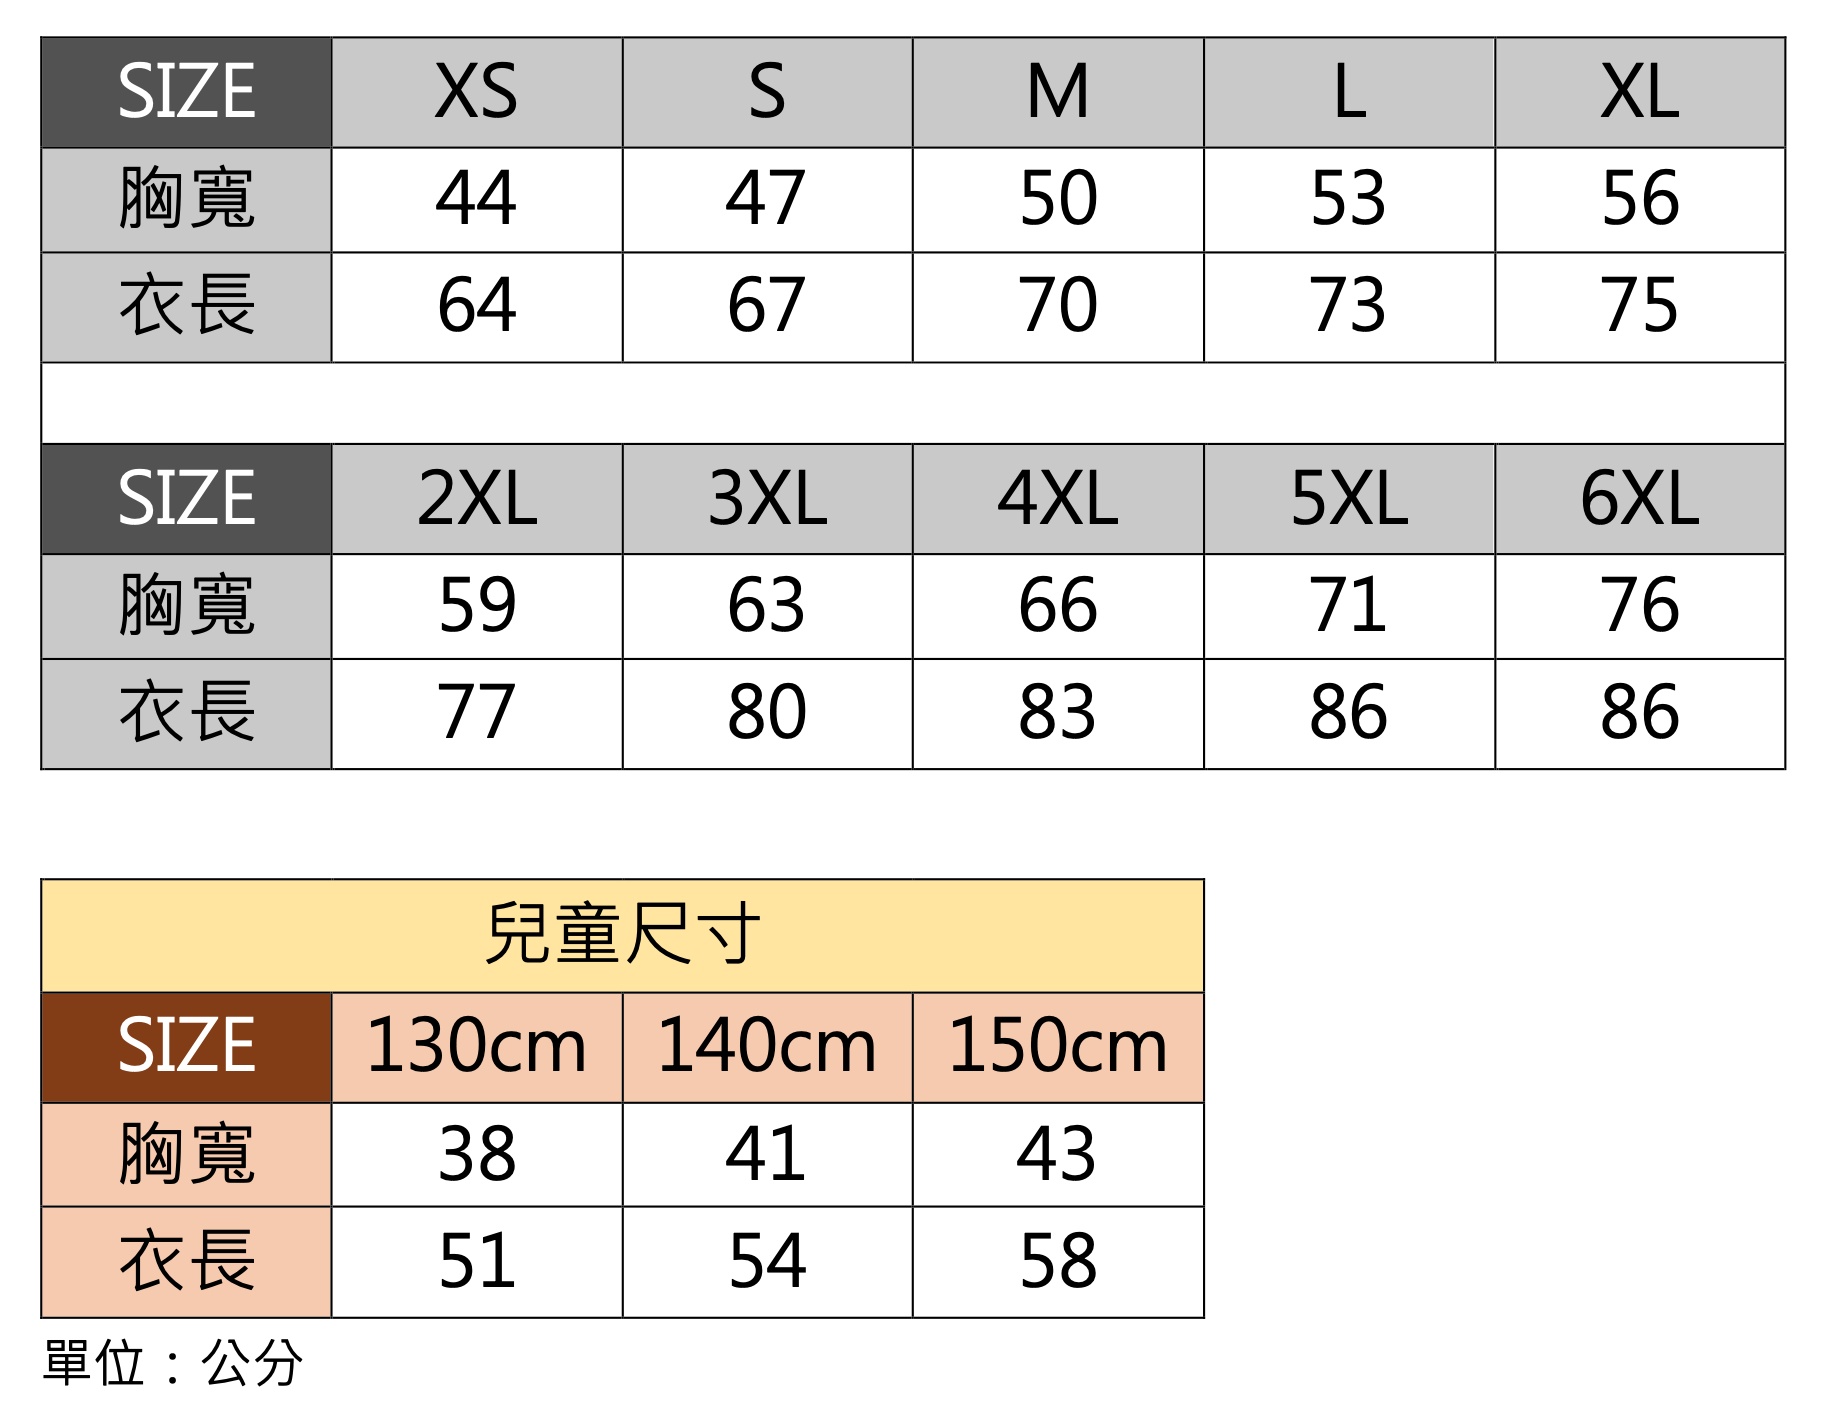 SIZE XS S M L XL
胸寬 44 47 50 53 56
衣長 64 67 70 73 75
SIZE 2XL 3XL 4XL 5XL 6XL
胸寬 59 63 66 71 76
衣長 77 80 83 86 86
兒童尺寸
SIZE 130cm 140cm 150cm
胸寬 38 41 43
衣長 51 54 58
單位：公分